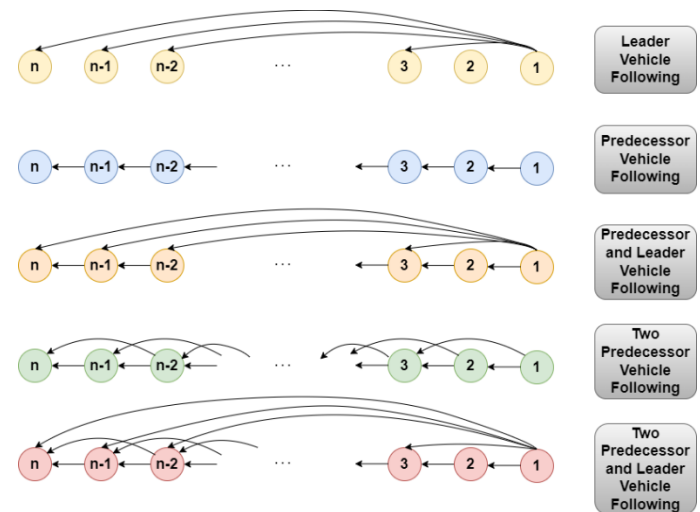 n n-1 n-2 ... 3 2 1
Leader
Vehicle
Following
n n-1 n-2 ... 3 2 1
Predecessor
Vehicle
Following
n n-1 n-2 ... 3 2 1
Predecessor
and Leader
Vehicle
Following
n n-1 n-2 ... 3 2 1
Two
Predecessor
Vehicle
Following
n n-1 n-2 ... 3 2 1
Two
Predecessor
and Leader
Vehicle
Following